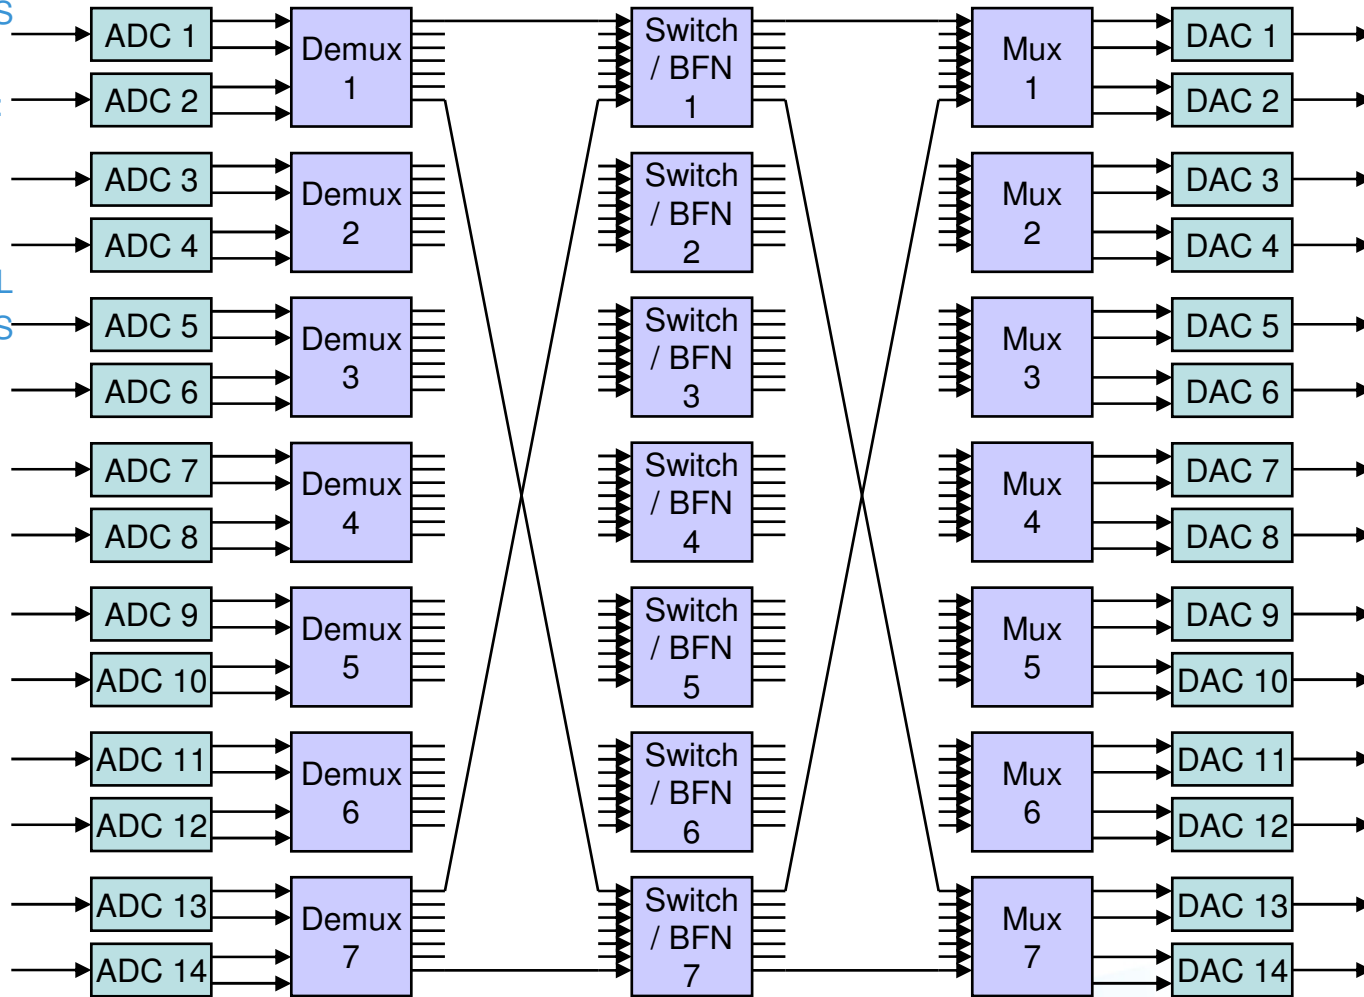 S
ADC 1
ADC 2
Demux
1
Switch
/ BFN
1
Mux
1
DAC 1
DAC 2
ADC 3
ADC 4
Demux
2
Switch
/ BFN
2
Mux
2
DAC 3
DAC 4
L
S
ADC 5
ADC 6
Demux
3
Switch
/ BFN
3
Mux
3
DAC 5
DAC 6
ADC 7
ADC 8
Demux
4
Switch
/ BFN
4
Mux
4
DAC 7
DAC 8
ADC 9
ADC 10
Demux
5
Switch
/ BFN
5
Mux
5
DAC 9
DAC 10
ADC 11
ADC 12
Demux
6
Switch
/ BFN
6
Mux
6
DAC 11
DAC 12
ADC 13
ADC 14
Demux
7
Switch
/ BFN
7
Mux
7
DAC 13
DAC 14